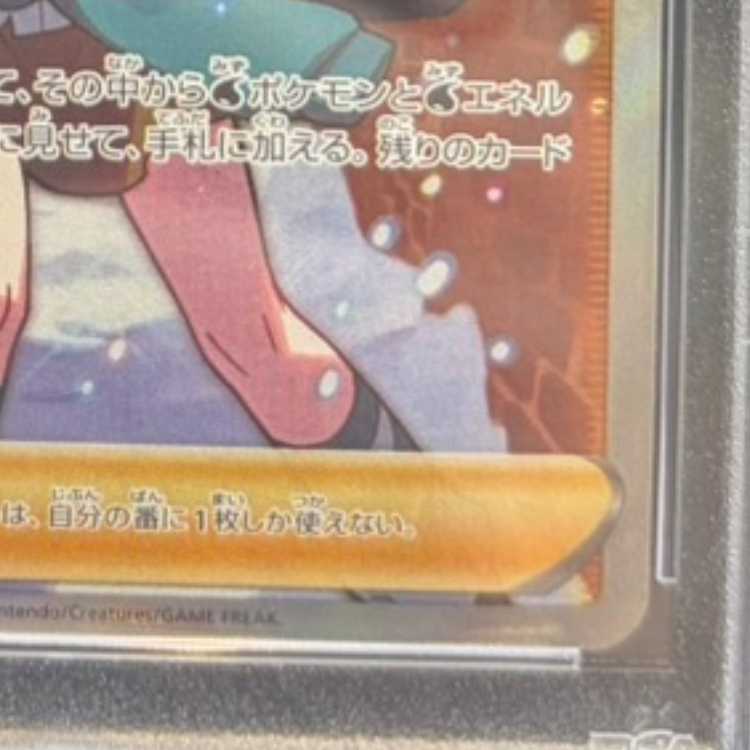 て、その中からポケモンとエネル
に見せて、手札に加える。残りのカード
は、自分の番に1枚しか使えない。
ntendo/Creatures/GAME FREAK.